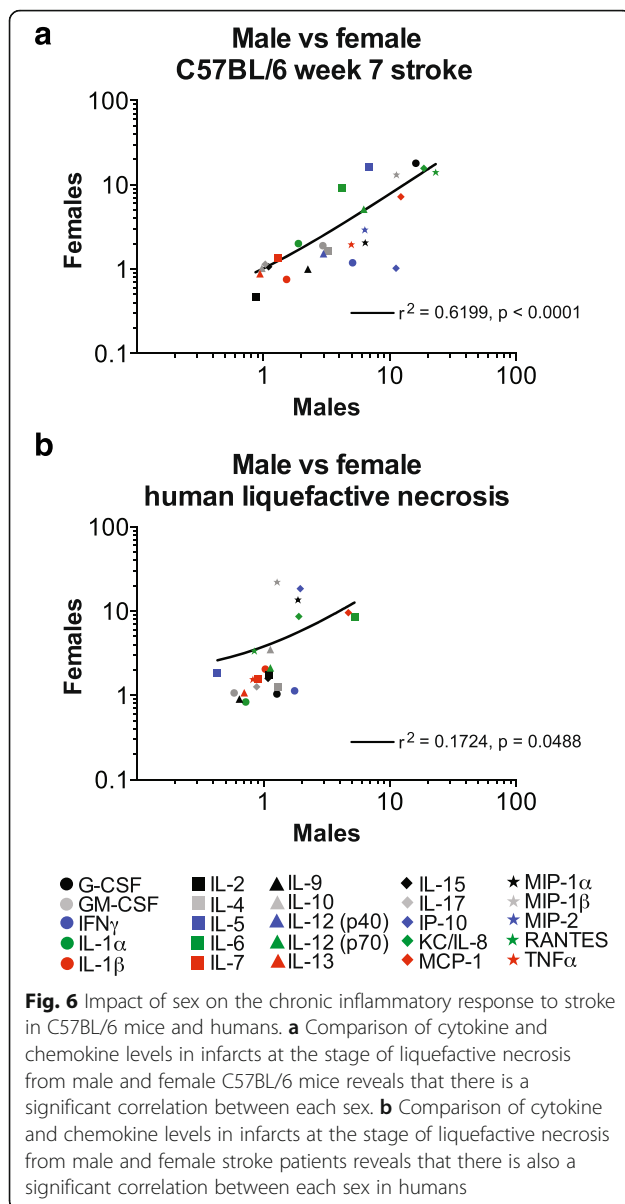 a
Male vs female
C57BL/6 week 7 stroke
100
10
1
0.1
Females
r² = 0.6199, p < 0.0001
1
10
100
Males
b
Male vs female
human liquefactive necrosis
100
10
1
0.1
Females
r² = 0.1724, p = 0.0488
1
10
100
Males
G-CSF
GM-CSF
IFNγ
IL-1α
IL-1β
IL-2
IL-4
IL-5
IL-6
IL-7
IL-9
IL-10
IL-12 (p40)
IL-12 (p70)
IL-13
IL-15
IL-17
IP-10
KC/IL-8
MCP-1
MIP-1α
MIP-1β
MIP-2
RANTES
TNFα
Fig. 6 Impact of sex on the chronic inflammatory response to stroke
in C57BL/6 mice and humans. a Comparison of cytokine and
chemokine levels in infarcts at the stage of liquefactive necrosis
from male and female C57BL/6 mice reveals that there is a
significant correlation between each sex. b Comparison of cytokine
and chemokine levels in infarcts at the stage of liquefactive necrosis
from male and female stroke patients reveals that there is also a
significant correlation between each sex in humans